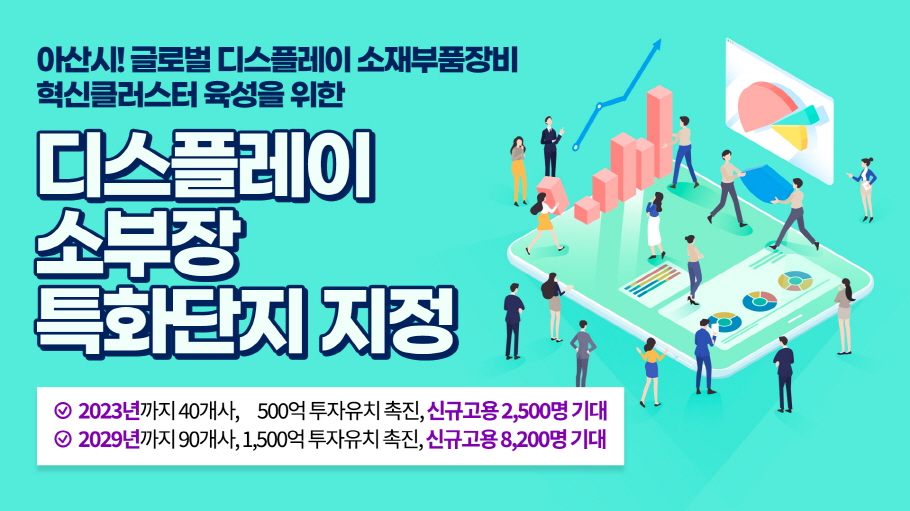 아산시! 글로벌 디스플레이 소재부품장비
혁신클러스터 육성을 위한
디스플레이
소부장
특화단지 지정
2023년까지 40개사, 500억 투자유치 촉진, 신규고용 2,500명 기대
2029년까지 90개사, 1,500억 투자유치 촉진, 신규고용 8,200명 기대